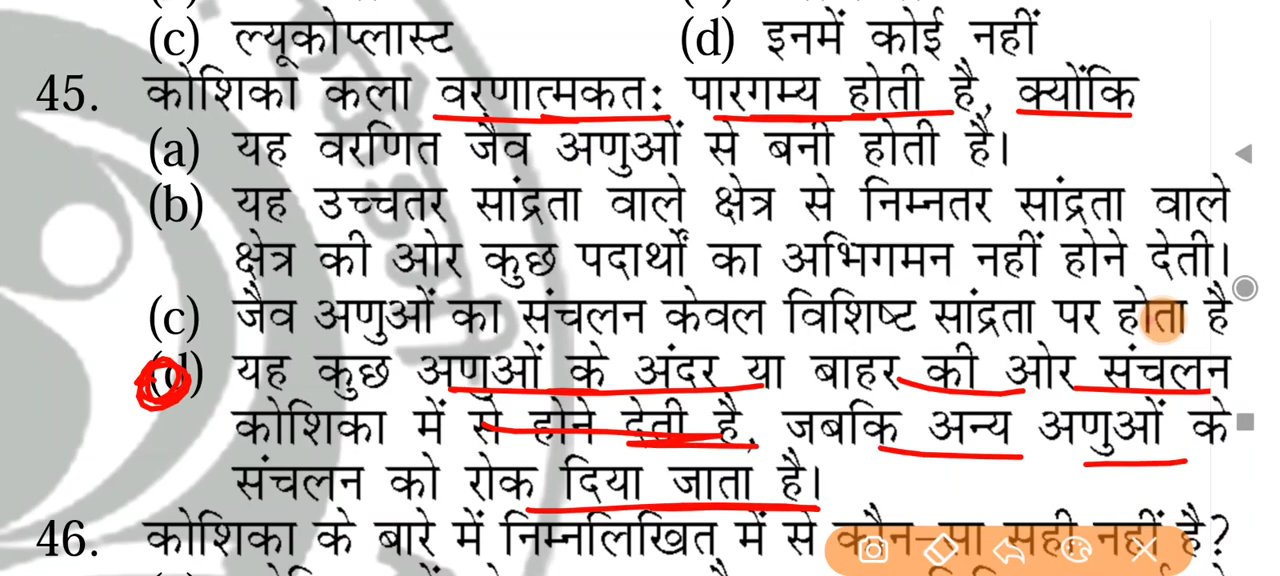 (c) ल्यूकोप्लास्ट (d) इनमें कोई नहीं
45. कोशिका कला वरणात्मकतः पारगम्य होती है, क्योंकि
(a) यह वरणित जैव अणुओं से बनी होती है।
(b) यह उच्चतर सांद्रता वाले क्षेत्र से निम्नतर सांद्रता वाले
क्षेत्र की ओर कुछ पदार्थों का अभिगमन नहीं होने देती।
(c) जैव अणुओं का संचलन केवल विशिष्ट सांद्रता पर होता है
(d) यह कुछ अणुओं के अंदर या बाहर की ओर संचलन
कोशिका में से होने देती है, जबकि अन्य अणुओं के
संचलन को रोक दिया जाता है।
46. कोशिका के बारे में निम्नलिखित में से कौन-सा सही नहीं है?